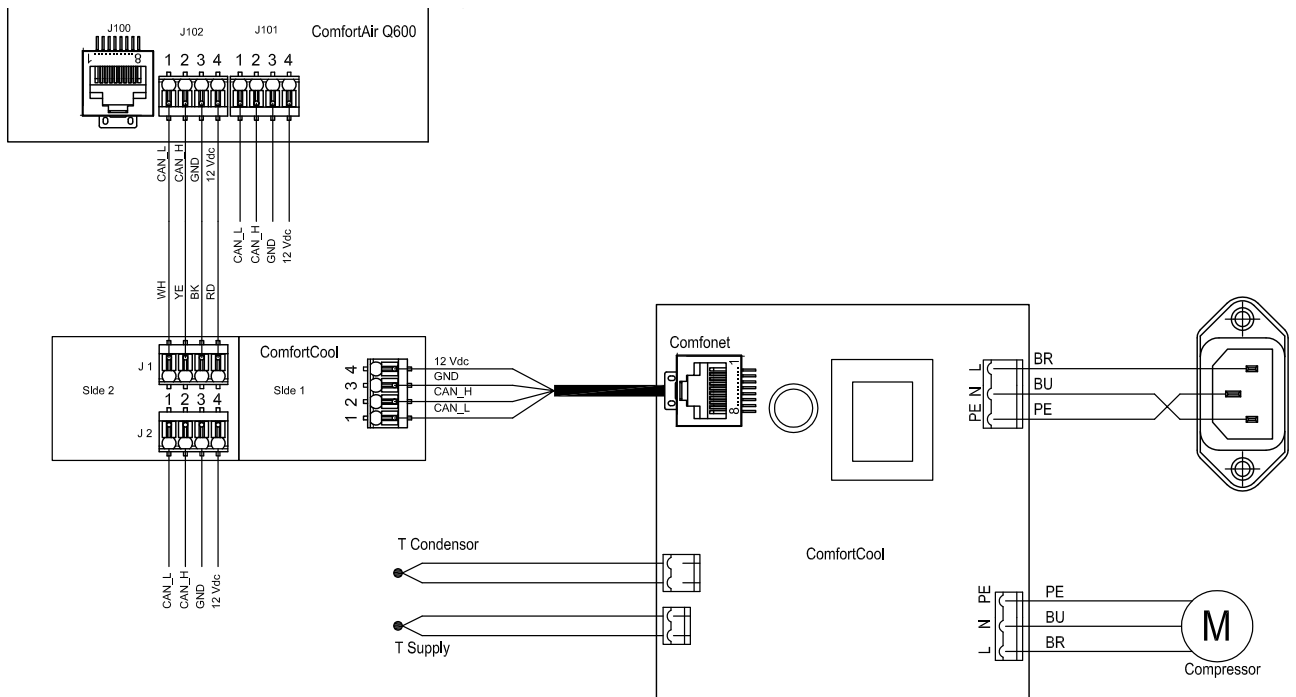 J100
J102
J101
ComfortAir Q600
1 8
1 2 3 4
1 2 3 4
CAN_L
CAN_H
GND
12 Vdc
CAN_L
CAN_H
GND
12 Vdc
WH
YE
BK
RD
SIde 2
J 1
1 2 3 4
J 2
ComfortCool
SIde 1
1 2 3 4
12 Vdc
GND
CAN_H
CAN_L
CAN_L
CAN_H
GND
12 Vdc
Comfonet
1
8
PE N L
BR
BU
PE
T Condensor
T Supply
ComfortCool
L N PE
PE
BU
BR
M
Compressor